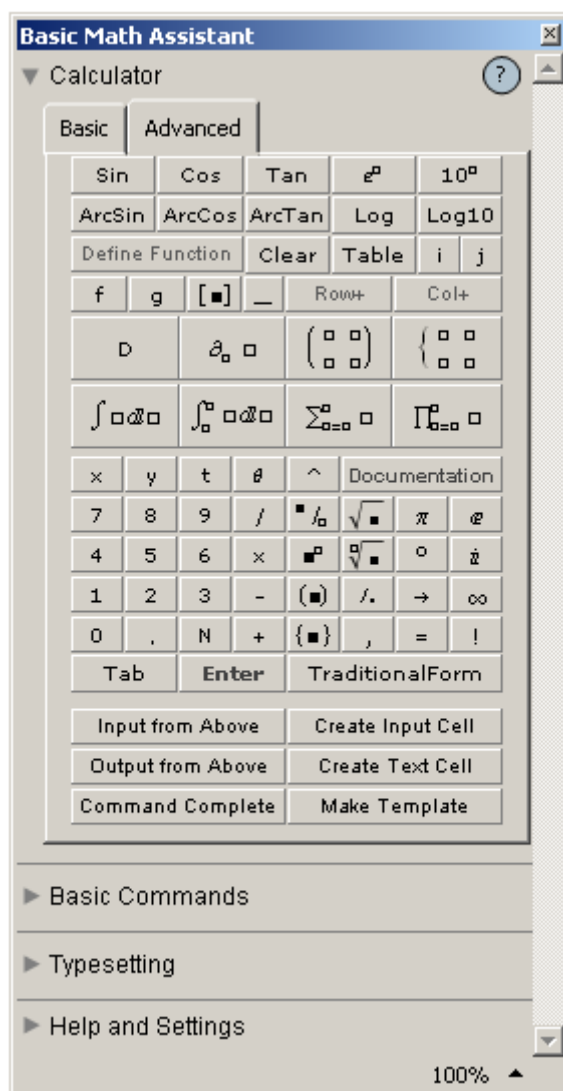 Basic Math Assistant
Calculator ?
Basic Advanced
Sin Cos Tan ℯ▫ 10▫
ArcSin ArcCos ArcTan Log Log10
Define Function Clear Table i j
f g [▪] _ Row+ Col+
D ∂▫ ▫ (▫ ▫ ▫ ▫) { ▫ ▫ ▫ ▫
∫▫ⅆ▫ ∫▫▫ ▫ⅆ▫ ∑▫▫=▫ ▫ ∏▫▫=▫ ▫
x y t θ ^ Documentation
7 8 9 / ▪/▫ √▪ π ⅇ
4 5 6 × ▪▫ ▫√▪ ° ⅈ
1 2 3 - (▪) /. → ∞
0 . N + {▪} , = !
Tab Enter TraditionalForm
Input from Above Create Input Cell
Output from Above Create Text Cell
Command Complete Make Template
Basic Commands
Typesetting
Help and Settings
100%